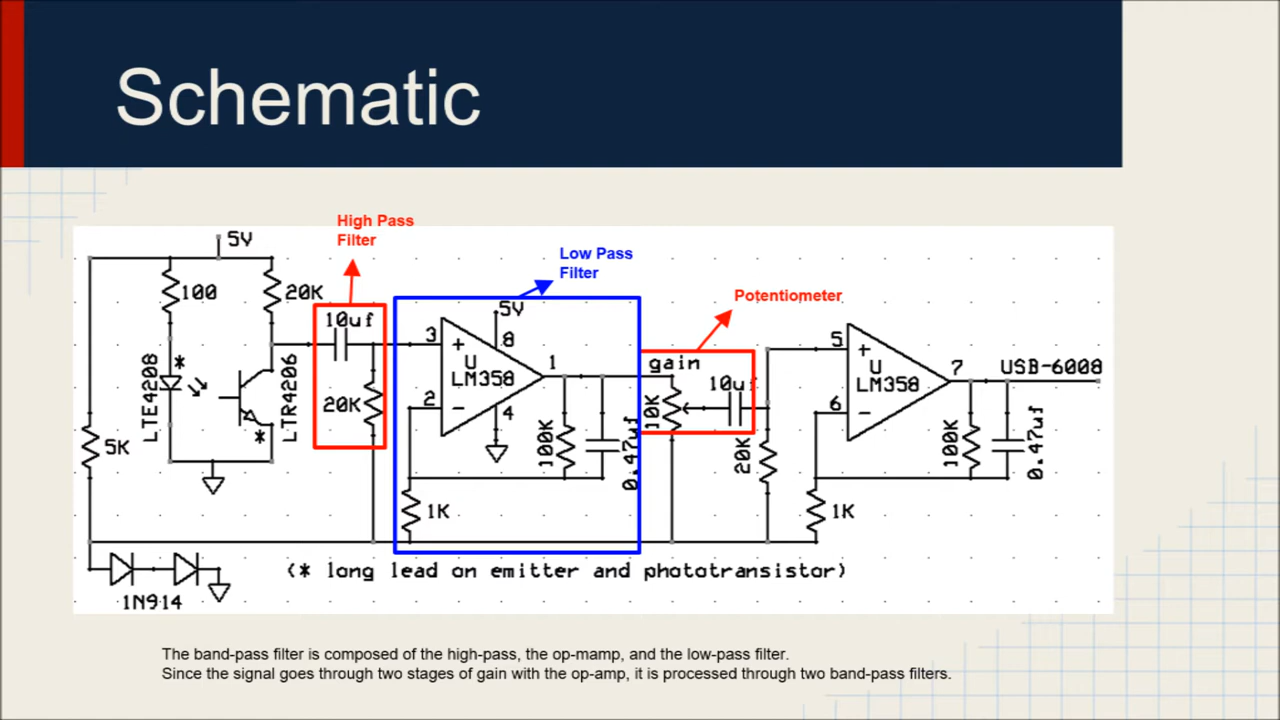 Schematic
High Pass
Filter
Low Pass
Filter
Potentiometer
5V
100
20K
10uf
5V
3
8
U
LM358
1
2
4
gain
10uf
5
U
LM358
7
USB-6008
6
LTE4208
*
*
LTR4206
20K
10K
5K
100K
0.47uf
20K
100K
0.47uf
1K
1K
(* long lead on emitter and phototransistor)
1N914
The band-pass filter is composed of the high-pass, the op-mamp, and the low-pass filter.
Since the signal goes through two stages of gain with the op-amp, it is processed through two band-pass filters.